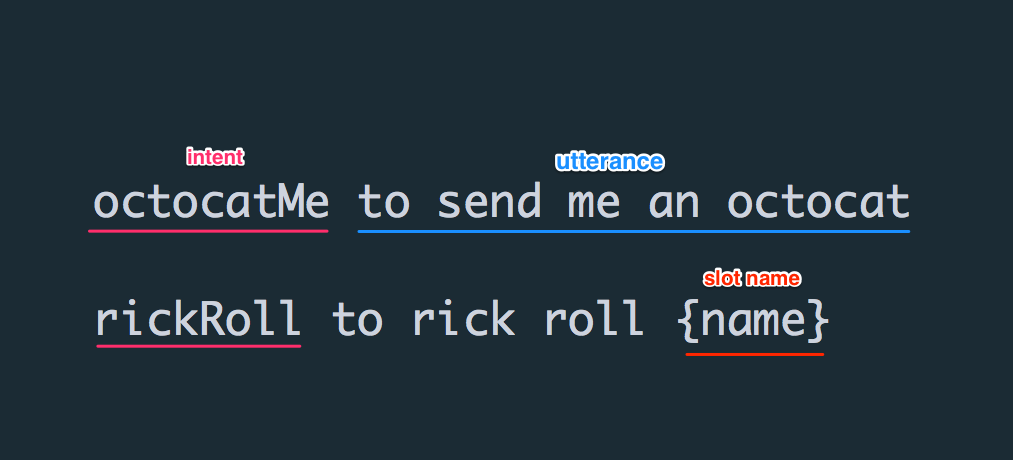 intent
utterance
octocatMe to send me an octocat
slot name
rickRoll to rick roll {name}